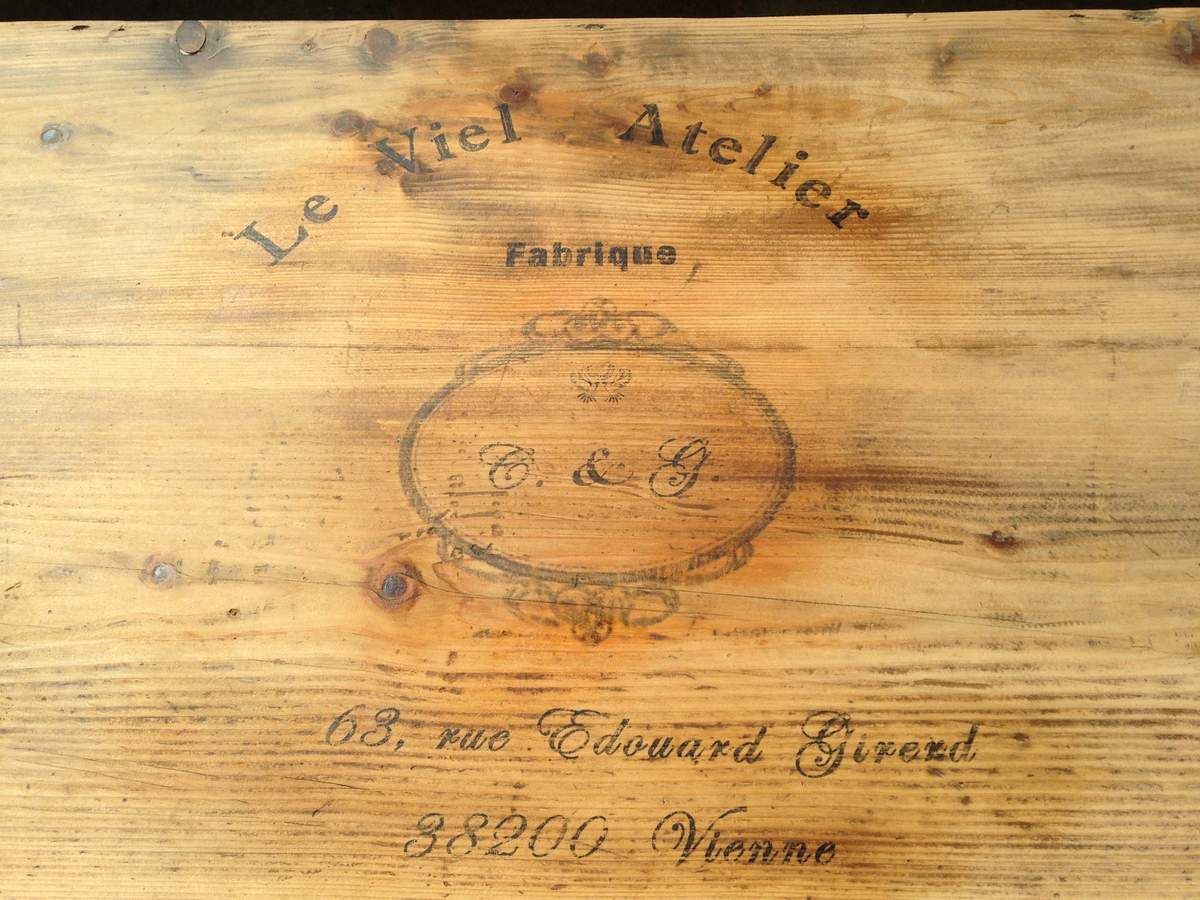 Le Viel Atelier
Fabrique
C. & G.
63, rue Edouard Girerd
38200 Vienne